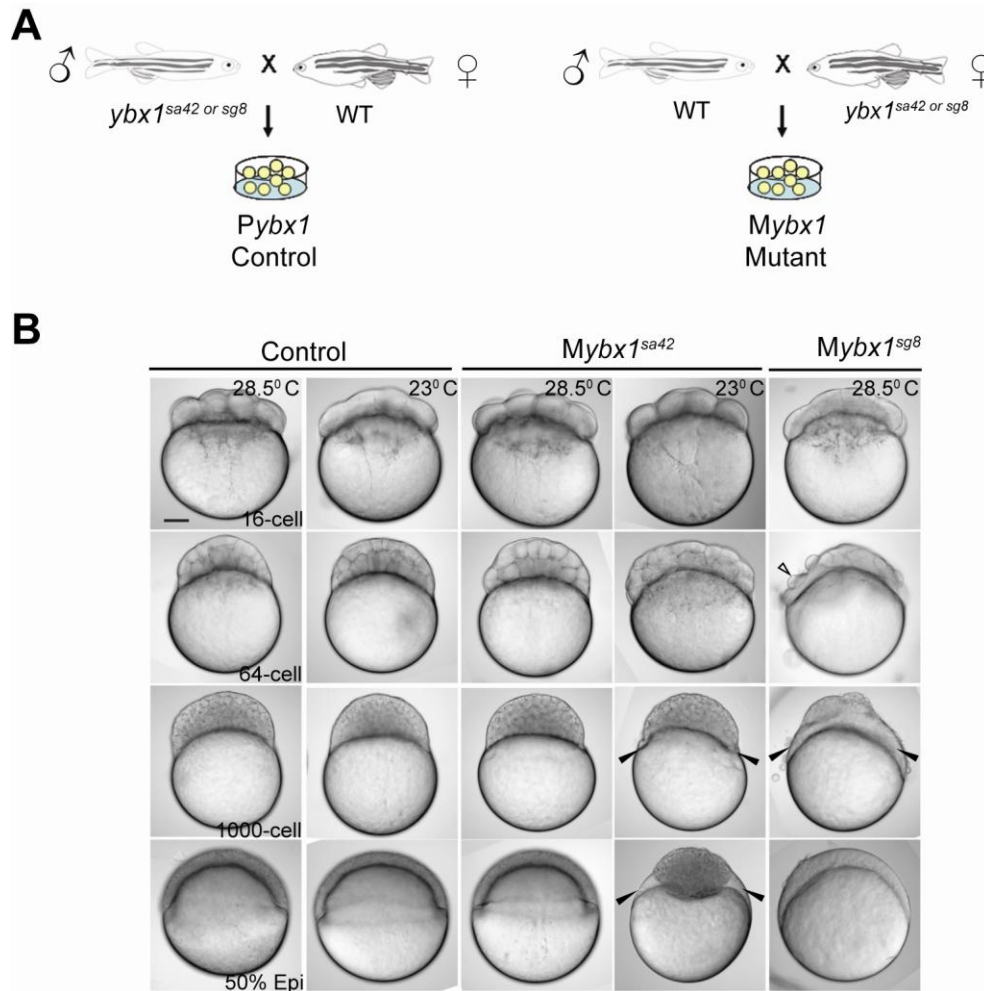 A
♂ X ♀ ♂ X ♀
ybx1sa42 or sg8 WT WT ybx1sa42 or sg8
Pybx1 Mybx1
Control Mutant
B
Control Mybx1sa42 Mybx1sg8
28.5⁰ C 23⁰ C 28.5⁰ C 23⁰ C 28.5⁰ C
16-cell
64-cell
1000-cell
50% Epi